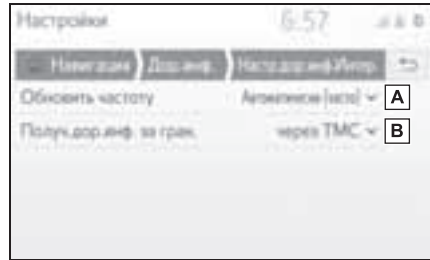 Настройки 6:57
Навигация Дор.инф. Настр.дор.инф.Интер.
Обновить частоту Автоматически [часто] A
Получ.дор.инф. за гран. через TMC B